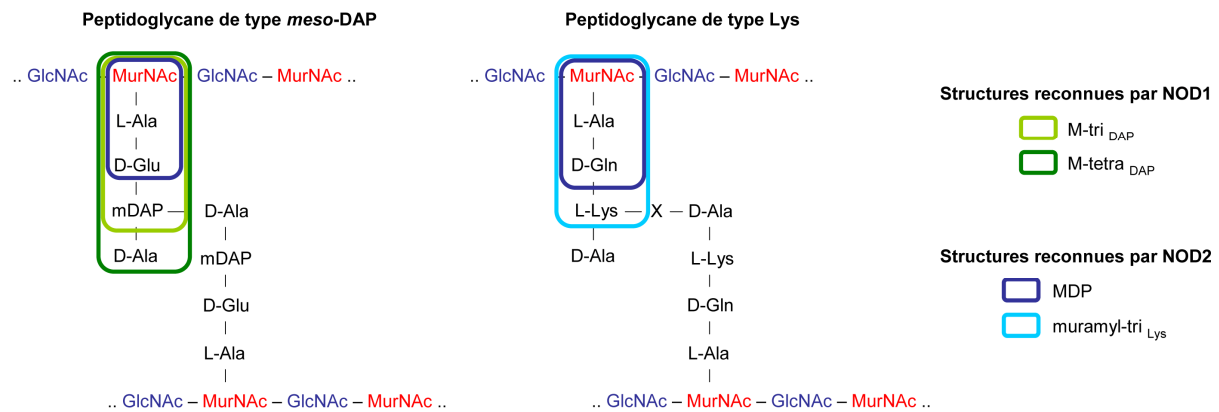 Peptidoglycane de type meso-DAP
.. GlcNAc – MurNAc – GlcNAc – MurNAc ..
L-Ala
D-Glu
mDAP — D-Ala
D-Ala mDAP
D-Glu
L-Ala
.. GlcNAc – MurNAc – GlcNAc – MurNAc ..
Peptidoglycane de type Lys
.. GlcNAc – MurNAc – GlcNAc – MurNAc ..
L-Ala
D-Gln
L-Lys — X — D-Ala
D-Ala L-Lys
D-Gln
L-Ala
.. GlcNAc – MurNAc – GlcNAc – MurNAc ..
Structures reconnues par NOD1
M-tri DAP
M-tetra DAP
Structures reconnues par NOD2
MDP
muramyl-tri Lys